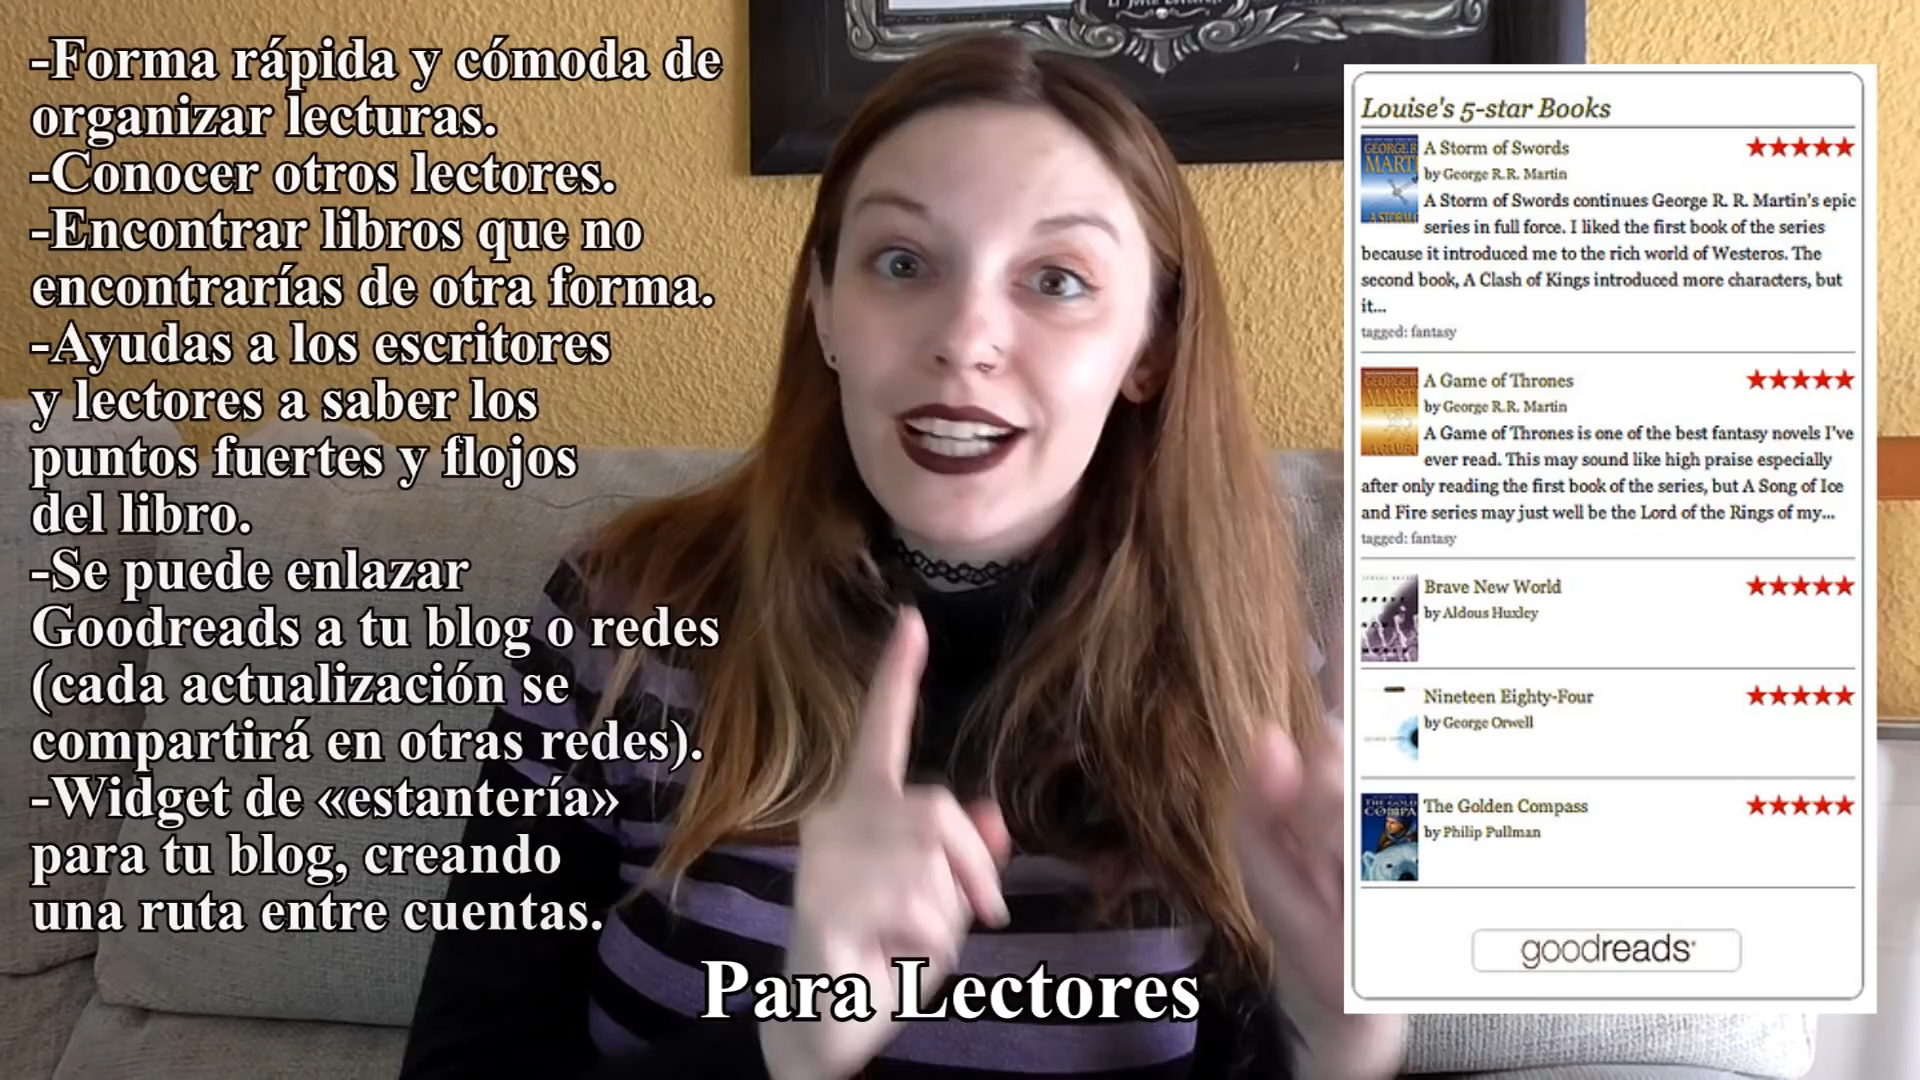 -Forma rápida y cómoda de
organizar lecturas.
-Conocer otros lectores.
-Encontrar libros que no
encontrarías de otra forma.
-Ayudas a los escritores
y lectores a saber los
puntos fuertes y flojos
del libro.
-Se puede enlazar
Goodreads a tu blog o redes
(cada actualización se
compartirá en otras redes).
-Widget de «estantería»
para tu blog, creando
una ruta entre cuentas.
Para Lectores
Louise's 5-star Books
A Storm of Swords
by George R.R. Martin
A Storm of Swords continues George R. R. Martin's epic
series in full force. I liked the first book of the series
because it introduced me to the rich world of Westeros. The
second book, A Clash of Kings introduced more characters, but
it...
tagged: fantasy
A Game of Thrones
by George R.R. Martin
A Game of Thrones is one of the best fantasy novels I've
ever read. This may sound like high praise especially
after only reading the first book of the series, but A Song of Ice
and Fire series may just well be the Lord of the Rings of my...
tagged: fantasy
Brave New World
by Aldous Huxley
Nineteen Eighty-Four
by George Orwell
The Golden Compass
by Philip Pullman
goodreads